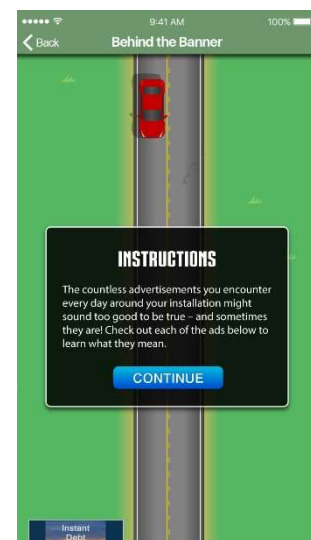 9:41 AM
100%
Back
Behind the Banner
INSTRUCTIONS
The countless advertisements you encounter
every day around your installation might
sound too good to be true – and sometimes
they are! Check out each of the ads below to
learn what they mean.
CONTINUE
Instant
Debt